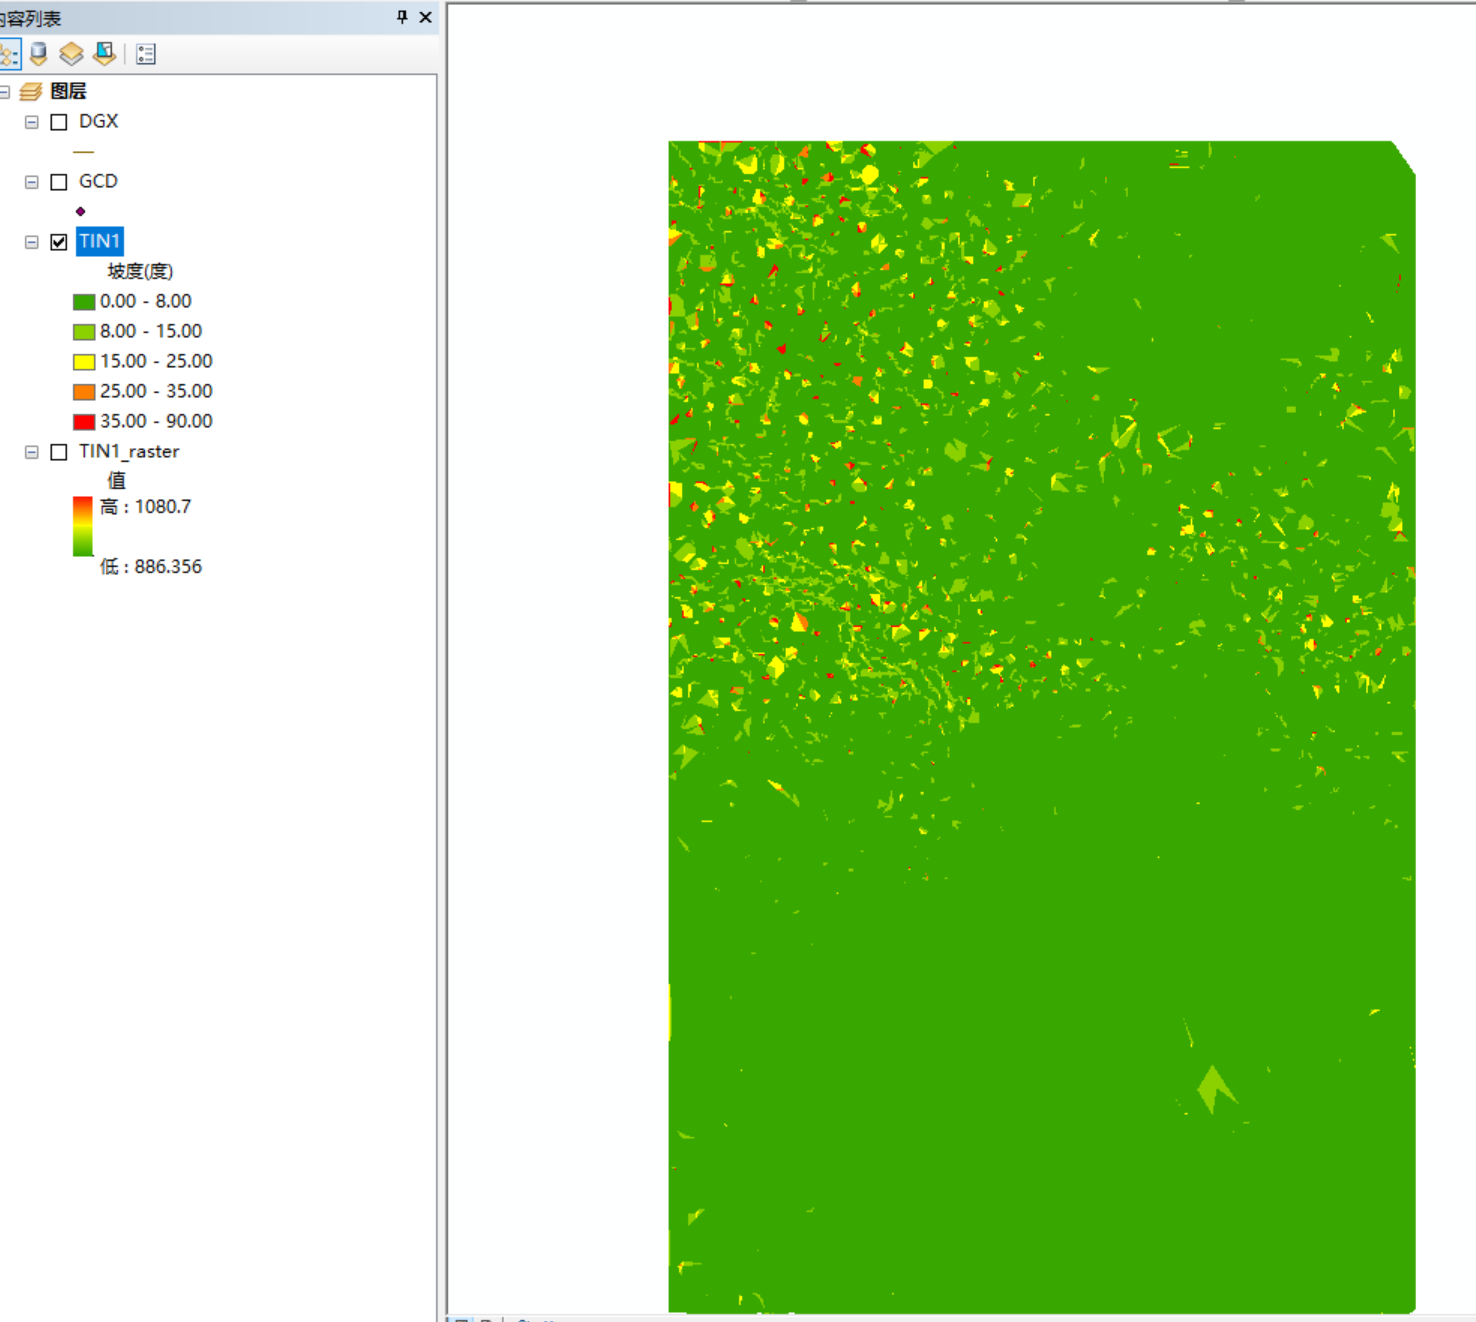 内容列表
图层
DGX
GCD
TIN1
坡度(度)
0.00 - 8.00
8.00 - 15.00
15.00 - 25.00
25.00 - 35.00
35.00 - 90.00
TIN1_raster
值
高 : 1080.7
低 : 886.356